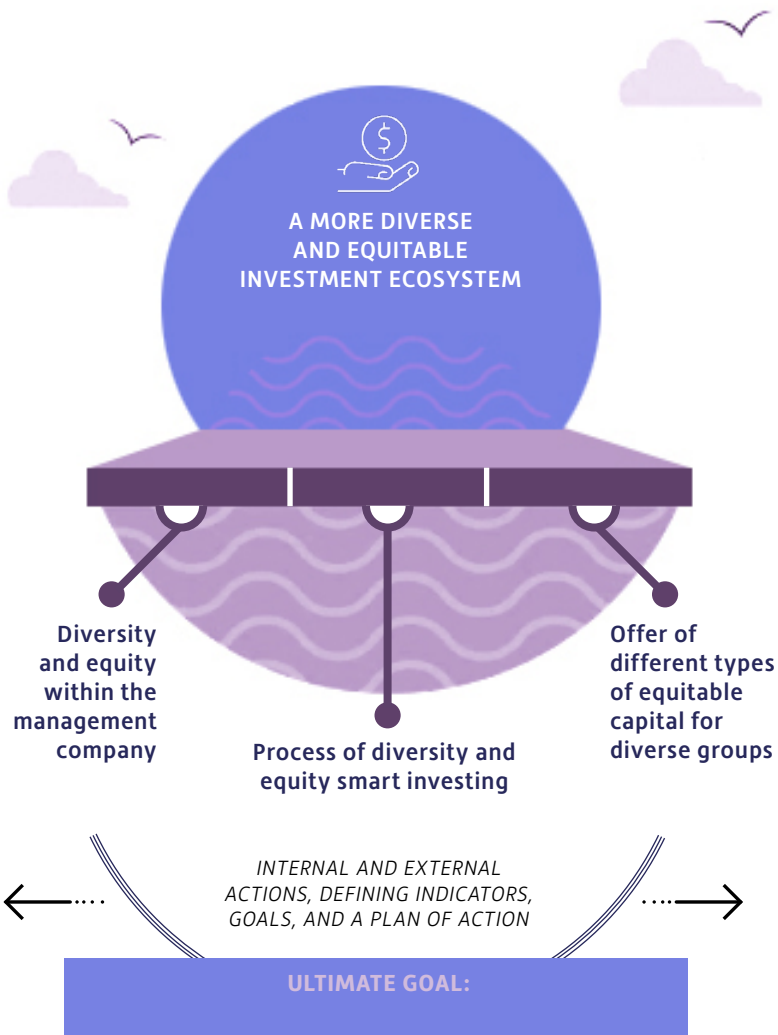 $
A MORE DIVERSE
AND EQUITABLE
INVESTMENT ECOSYSTEM
Diversity
and equity
within the
management
company
Process of diversity and
equity smart investing
Offer of
different types
of equitable
capital for
diverse groups
INTERNAL AND EXTERNAL
ACTIONS, DEFINING INDICATORS,
GOALS, AND A PLAN OF ACTION
ULTIMATE GOAL: